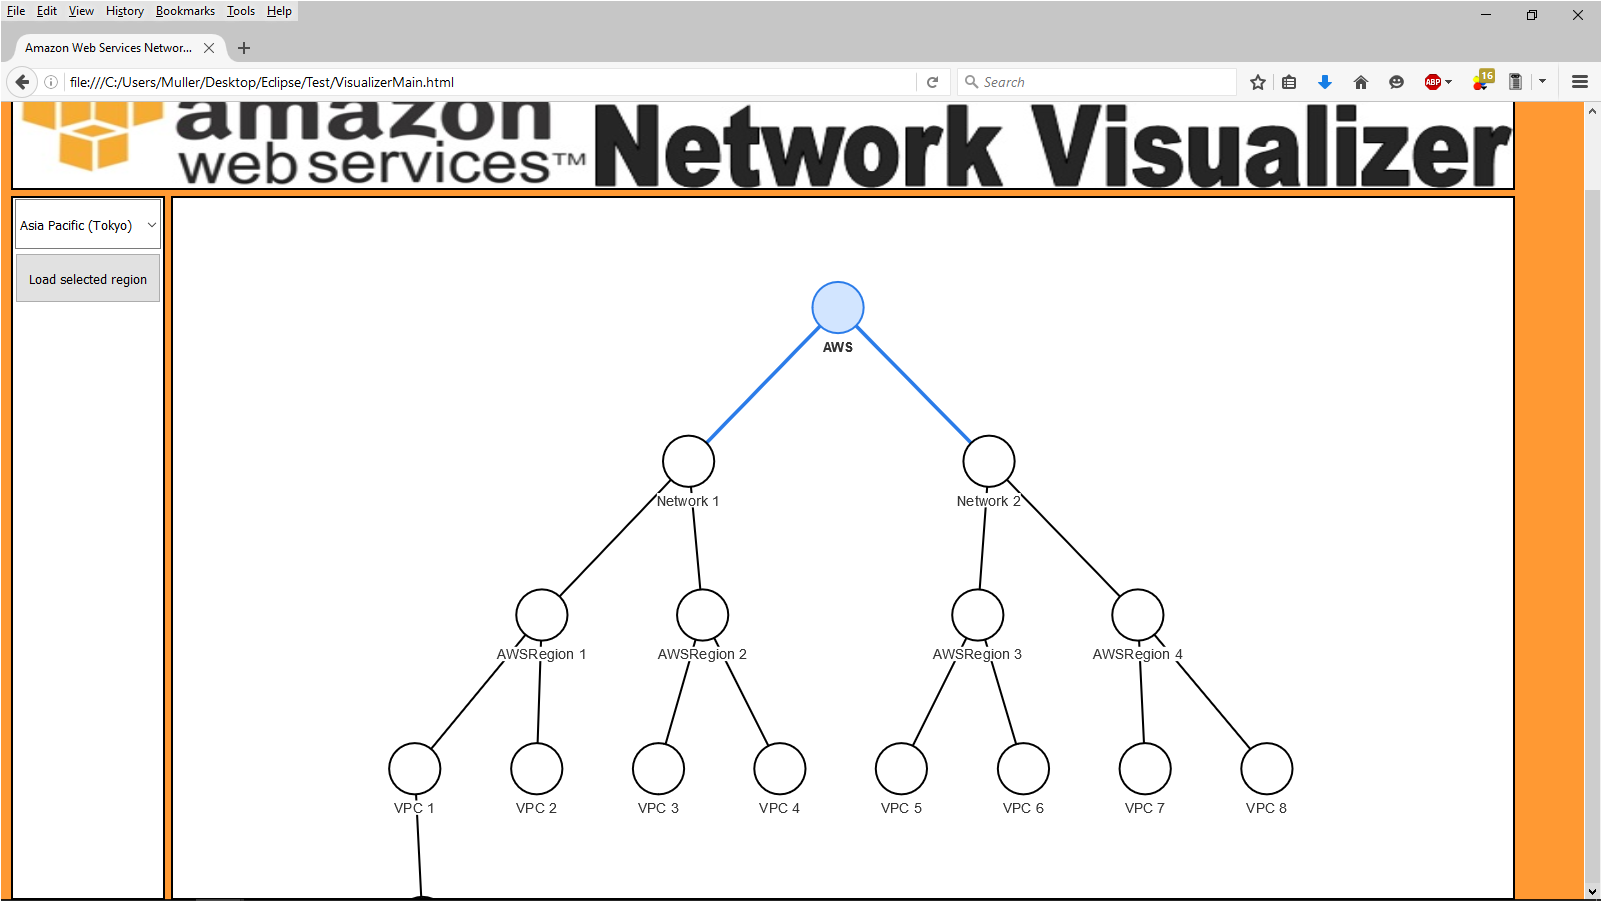 File Edit View History Bookmarks Tools Help
Amazon Web Services Networ...
file:///C:/Users/Muller/Desktop/Eclipse/Test/VisualizerMain.html
Search
ABP
16
amazon
web services™
Network Visualizer
Asia Pacific (Tokyo)
Load selected region
AWS
Network 1 Network 2
AWSRegion 1 AWSRegion 2 AWSRegion 3 AWSRegion 4
VPC 1 VPC 2 VPC 3 VPC 4 VPC 5 VPC 6 VPC 7 VPC 8